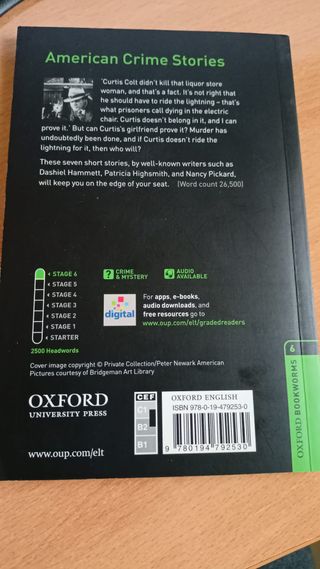 American Crime Stories
'Curtis Colt didn't kill that liquor store
woman, and that's a fact. It's not right that
he should have to ride the lightning – that's
what prisoners call dying in the electric
chair. Curtis doesn't belong in it, and I can
prove it.' But can Curtis's girlfriend prove it? Murder has
undoubtedly been done, and if Curtis doesn't ride the
lightning for it, then who will?
These seven short stories, by well-known writers such as
Dashiel Hammett, Patricia Highsmith, and Nancy Pickard,
will keep you on the edge of your seat. [Word count 26,500]
STAGE 6
STAGE 5
STAGE 4
STAGE 3
STAGE 2
STAGE 1
STARTER
2500 Headwords
? CRIME
& MYSTERY
AUDIO
AVAILABLE
digital
For apps, e-books,
audio downloads, and
free resources go to
www.oup.com/elt/gradedreaders
Cover image copyright © Private Collection/Peter Newark American
Pictures courtesy of Bridgeman Art Library
OXFORD
UNIVERSITY PRESS
www.oup.com/elt
CEF
C1
B2
B1
OXFORD ENGLISH
ISBN 978-0-19-479253-0
9 780194 792530
6
OXFORD BOOKWORMS